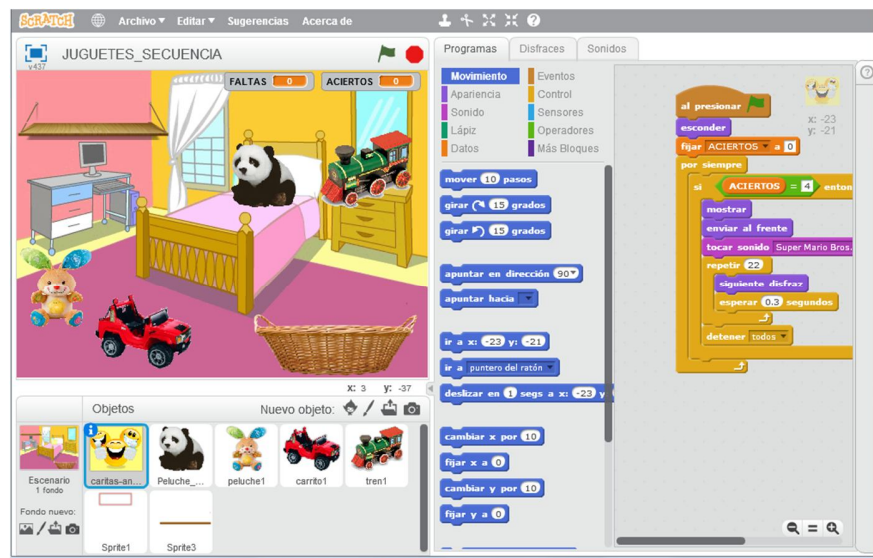 SCRATCH Archivo▼ Editar▼ Sugerencias Acerca de
JUGUETES_SECUENCIA
v437
FALTAS 0 ACIERTOS 0
X: 3 y: -37
Objetos Nuevo objeto:
Escenario
1 fondo
Fondo nuevo:
caritas-an... Peluche_... peluche1 carrito1 tren1
Sprite1 Sprite3
Programas Disfraces Sonidos
Movimiento Eventos
Apariencia Control
Sonido Sensores
Lápiz Operadores
Datos Más Bloques
mover 10 pasos
girar 15 grados
girar 15 grados
apuntar en dirección 90▼
apuntar hacia
ir a x: -23 y: -21
ir a puntero del ratón
deslizar en 1 segs a x: -23 y
cambiar x por 10
fijar x a 0
cambiar y por 10
fijar y a 0
x: -23
y: -21
al presionar
esconder
fijar ACIERTOS a 0
por siempre
si ACIERTOS = 4 enton
mostrar
enviar al frente
tocar sonido Super Mario Bros.
repetir 22
siguiente disfraz
esperar 0.3 segundos
detener todos